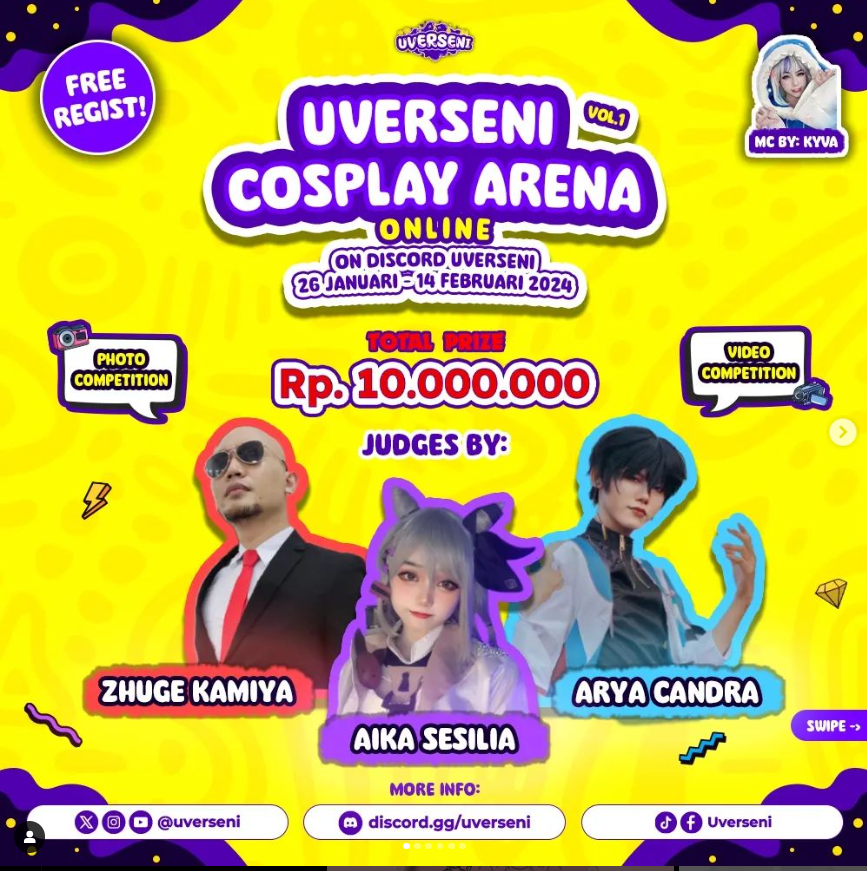 UVERSENI
FREE
REGIST!
UVERSENI
VOL.1
COSPLAY ARENA
ONLINE
ON DISCORD UVERSENI
26 JANUARI - 14 FEBRUARI 2024
MC BY: KYVA
TOTAL PRIZE
Rp. 10.000.000
PHOTO
COMPETITION
VIDEO
COMPETITION
JUDGES BY:
ZHUGE KAMIYA
AIKA SESILIA
ARYA CANDRA
SWIPE ->
MORE INFO:
@uverseni
discord.gg/uverseni
Uverseni